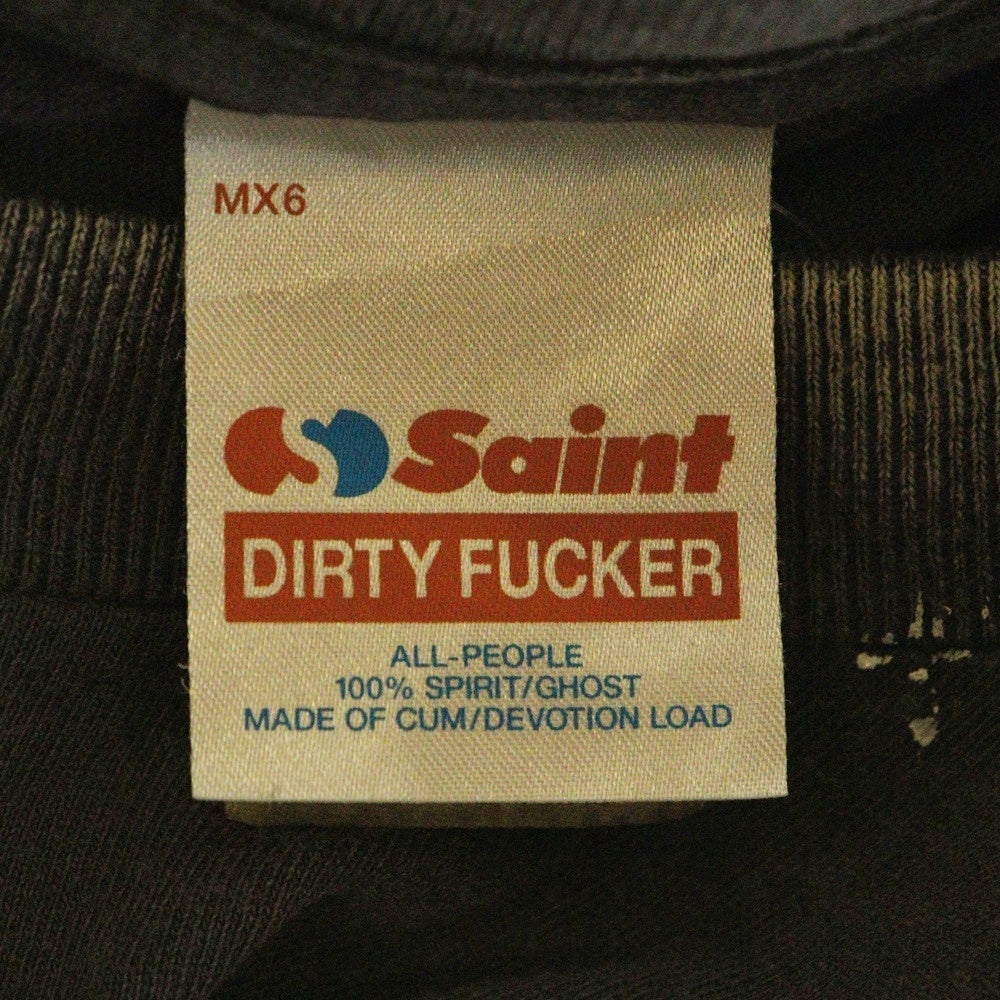 MX6
Saint
DIRTY FUCKER
ALL-PEOPLE
100% SPIRIT/GHOST
MADE OF CUM/DEVOTION LOAD